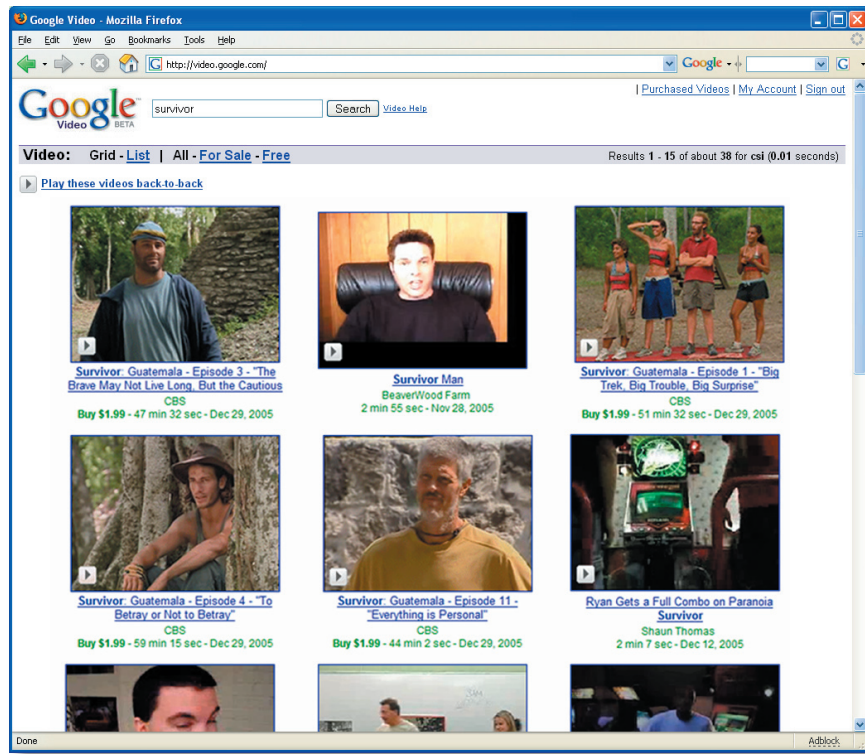 Google Video - Mozilla Firefox
File Edit View Go Bookmarks Tools Help
http://video.google.com/
Google
| Purchased Videos | My Account | Sign out
Google
Video BETA
survivor
Search
Video Help
Video: Grid - List | All - For Sale - Free
Results 1 - 15 of about 38 for csi (0.01 seconds)
Play these videos back-to-back
Survivor: Guatemala - Episode 3 - "The
Brave May Not Live Long, But the Cautious
CBS
Buy $1.99 - 47 min 32 sec - Dec 29, 2005
Survivor Man
BeaverWood Farm
2 min 55 sec - Nov 28, 2005
Survivor: Guatemala - Episode 1 - "Big
Trek, Big Trouble, Big Surprise"
CBS
Buy $1.99 - 51 min 32 sec - Dec 29, 2005
Survivor: Guatemala - Episode 4 - "To
Betray or Not to Betray"
CBS
Buy $1.99 - 59 min 15 sec - Dec 29, 2005
Survivor: Guatemala - Episode 11 -
"Everything is Personal"
CBS
Buy $1.99 - 44 min 2 sec - Dec 29, 2005
Ryan Gets a Full Combo on Paranoia
Survivor
Shaun Thomas
2 min 7 sec - Dec 12, 2005
Done
Adblock